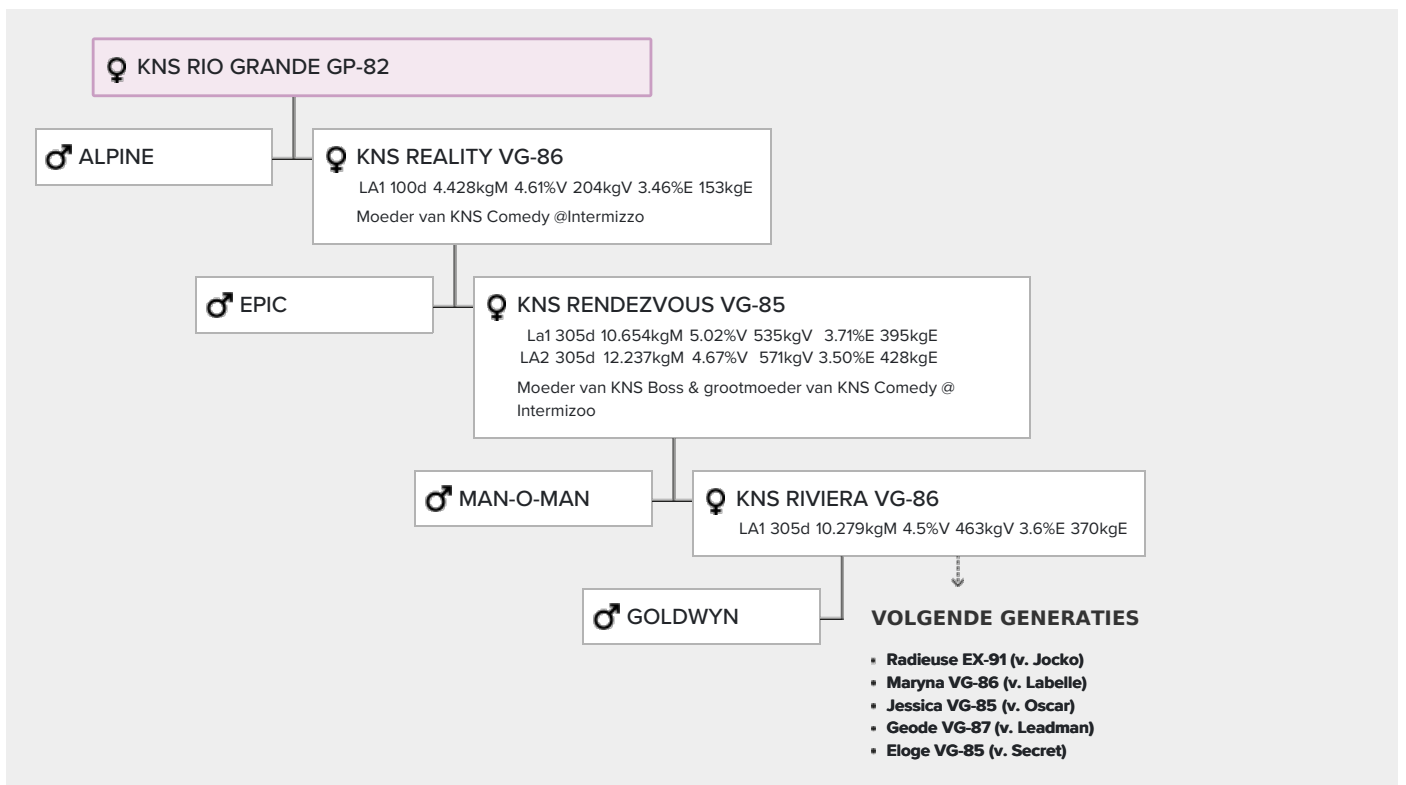 KNS RIO GRANDE GP-82
ALPINE
KNS REALITY VG-86
LA1 100d 4.428kgM 4.61%V 204kgV 3.46%E 153kgE
Moeder van KNS Comedy @Intermizzo
EPIC
KNS RENDEZVOUS VG-85
La1 305d 10.654kgM 5.02%V 535kgV 3.71%E 395kgE
LA2 305d 12.237kgM 4.67%V 571kgV 3.50%E 428kgE
Moeder van KNS Boss & grootmoeder van KNS Comedy @
Intermizoo
MAN-O-MAN
KNS RIVIERA VG-86
LA1 305d 10.279kgM 4.5%V 463kgV 3.6%E 370kgE
GOLDWYN
VOLGENDE GENERATIES
Radieuse EX-91 (v. Jocko)
Maryna VG-86 (v. Labelle)
Jessica VG-85 (v. Oscar)
Geode VG-87 (v. Leadman)
Eloge VG-85 (v. Secret)